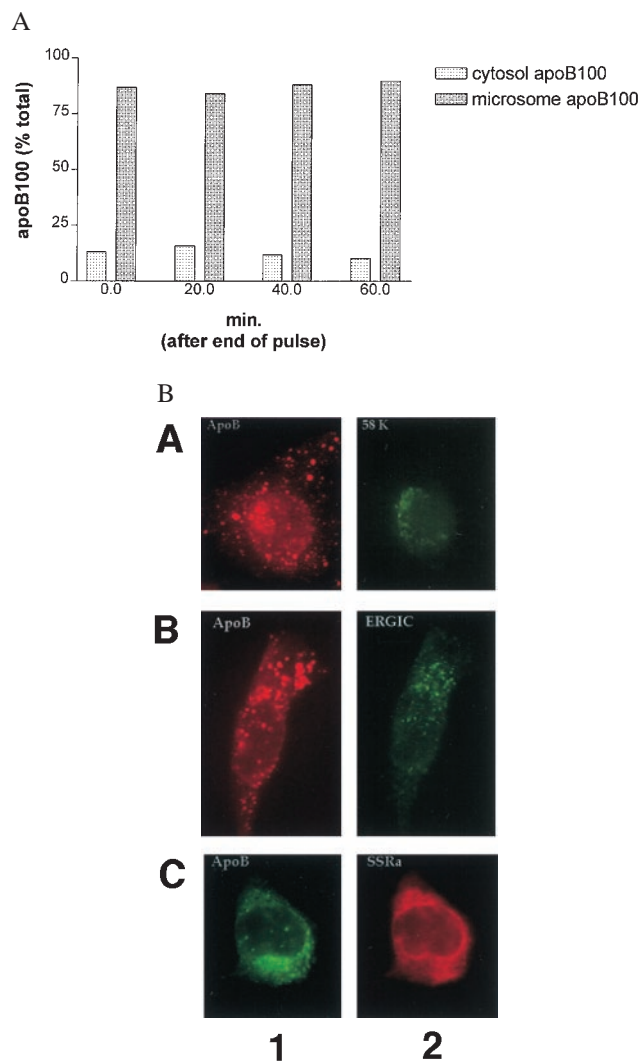 A
100
75
50
25
0
apoB100 (% total)
0.0 20.0 40.0 60.0
min.
(after end of pulse)
cytosol apoB100
microsome apoB100
B
A
ApoB
58 K
B
ApoB
ERGIC
C
ApoB
SSRa
1 2